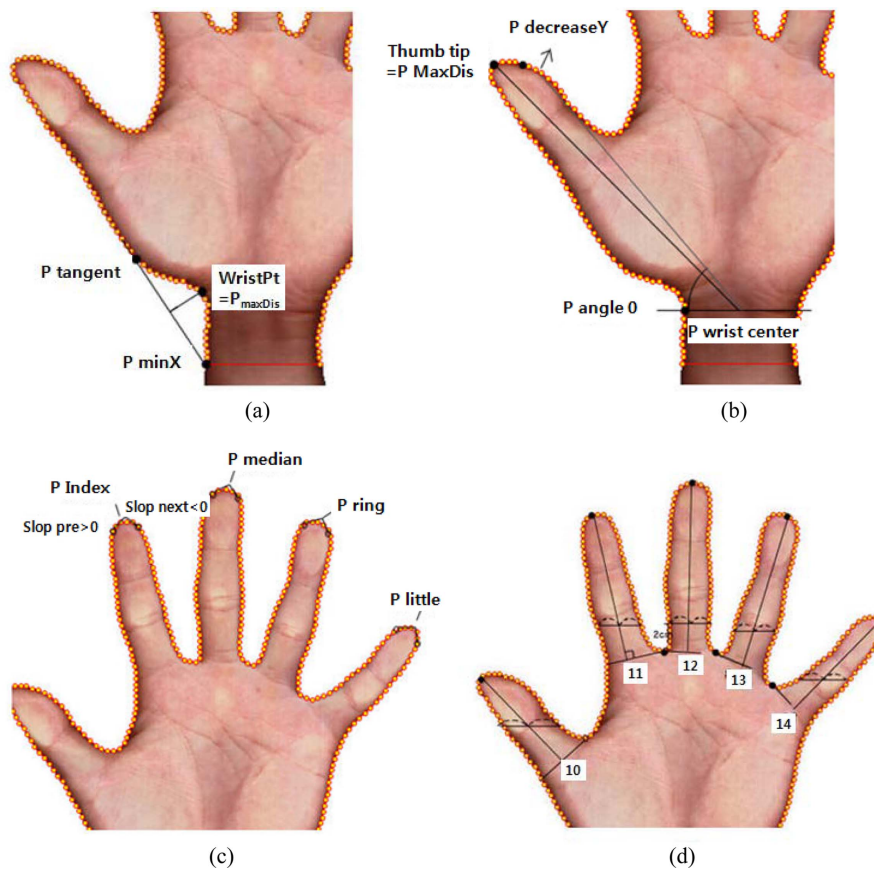 P tangent
WristPt
=PmaxDis
P minX
(a)
P decreaseY
Thumb tip
=P MaxDis
P angle 0
P wrist center
(b)
P median
P Index
Slop next<0
Slop pre>0
P ring
P little
(c)
11
12
13
14
10
(d)